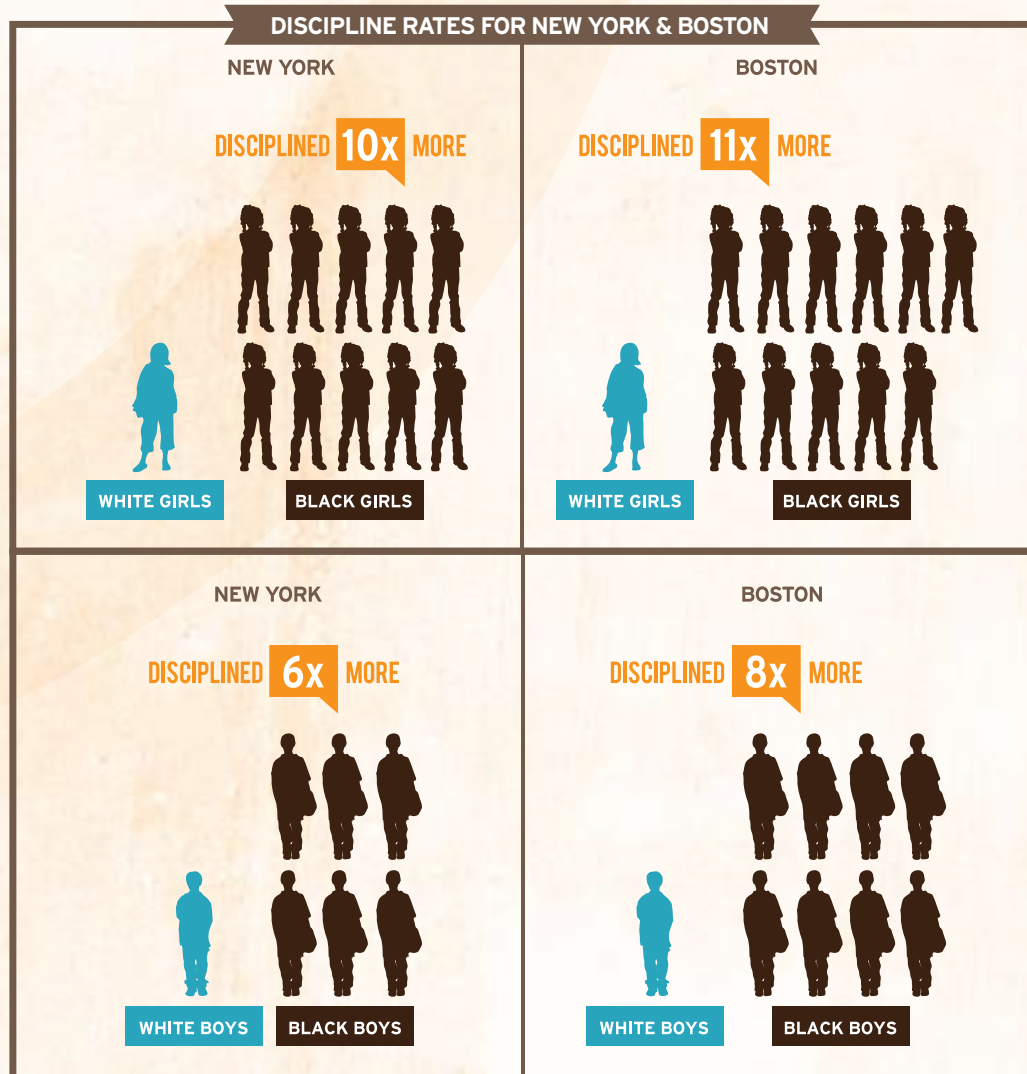 DISCIPLINE RATES FOR NEW YORK & BOSTON
NEW YORK
DISCIPLINED 10x MORE
WHITE GIRLS
BLACK GIRLS
BOSTON
DISCIPLINED 11x MORE
WHITE GIRLS
BLACK GIRLS
NEW YORK
DISCIPLINED 6x MORE
WHITE BOYS
BLACK BOYS
BOSTON
DISCIPLINED 8x MORE
WHITE BOYS
BLACK BOYS